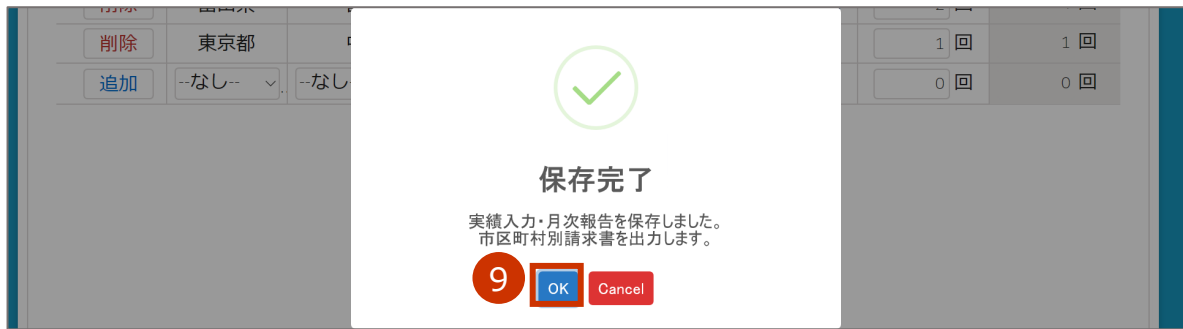 削除 東京都 1 回 1 回
追加 --なし-- --なし 0 回 0 回
保存完了
実績入力・月次報告を保存しました。
市区町村別請求書を出力します。
9 OK Cancel